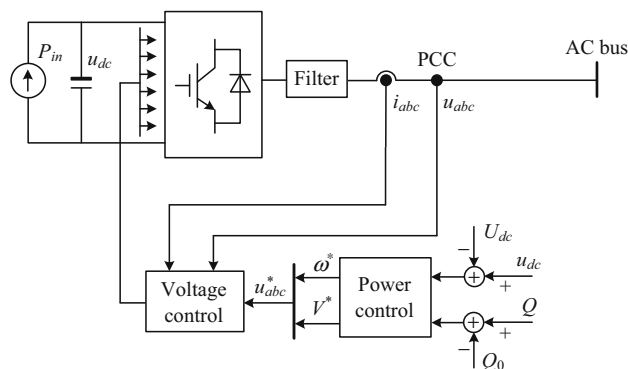 P_in
u_dc
Filter
PCC
AC bus
i_abc
u_abc
U_dc
−
u_dc
+
Voltage control
u*_abc
ω*
V*
Power control
+
Q
+
+
−
Q_0